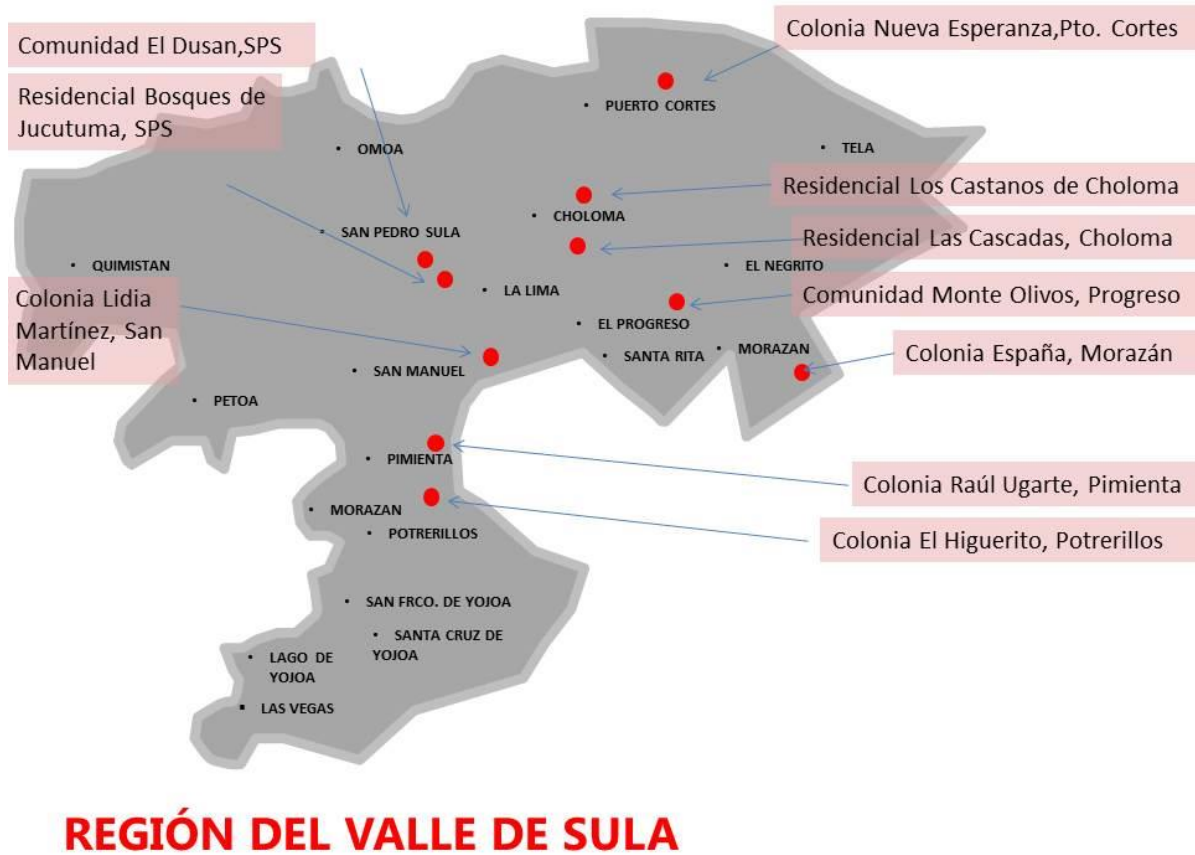 Comunidad El Dusan,SPS
Residencial Bosques de
Jucutuma, SPS
Colonia Nueva Esperanza,Pto. Cortes
• PUERTO CORTES
• OMOA
• TELA
Residencial Los Castanos de Choloma
• CHOLOMA
• SAN PEDRO SULA
Residencial Las Cascadas, Choloma
• QUIMISTAN
• EL NEGRITO
Colonia Lidia
Martínez, San
Manuel
• LA LIMA
Comunidad Monte Olivos, Progreso
• EL PROGRESO
• SANTA RITA
• MORAZAN
Colonia España, Morazán
• SAN MANUEL
• PETOA
• PIMIENTA
Colonia Raúl Ugarte, Pimienta
• MORAZAN
• POTRERILLOS
Colonia El Higuerito, Potrerillos
• SAN FRCO. DE YOJOA
• SANTA CRUZ DE
YOJOA
• LAGO DE
YOJOA
▪ LAS VEGAS
REGIÓN DEL VALLE DE SULA